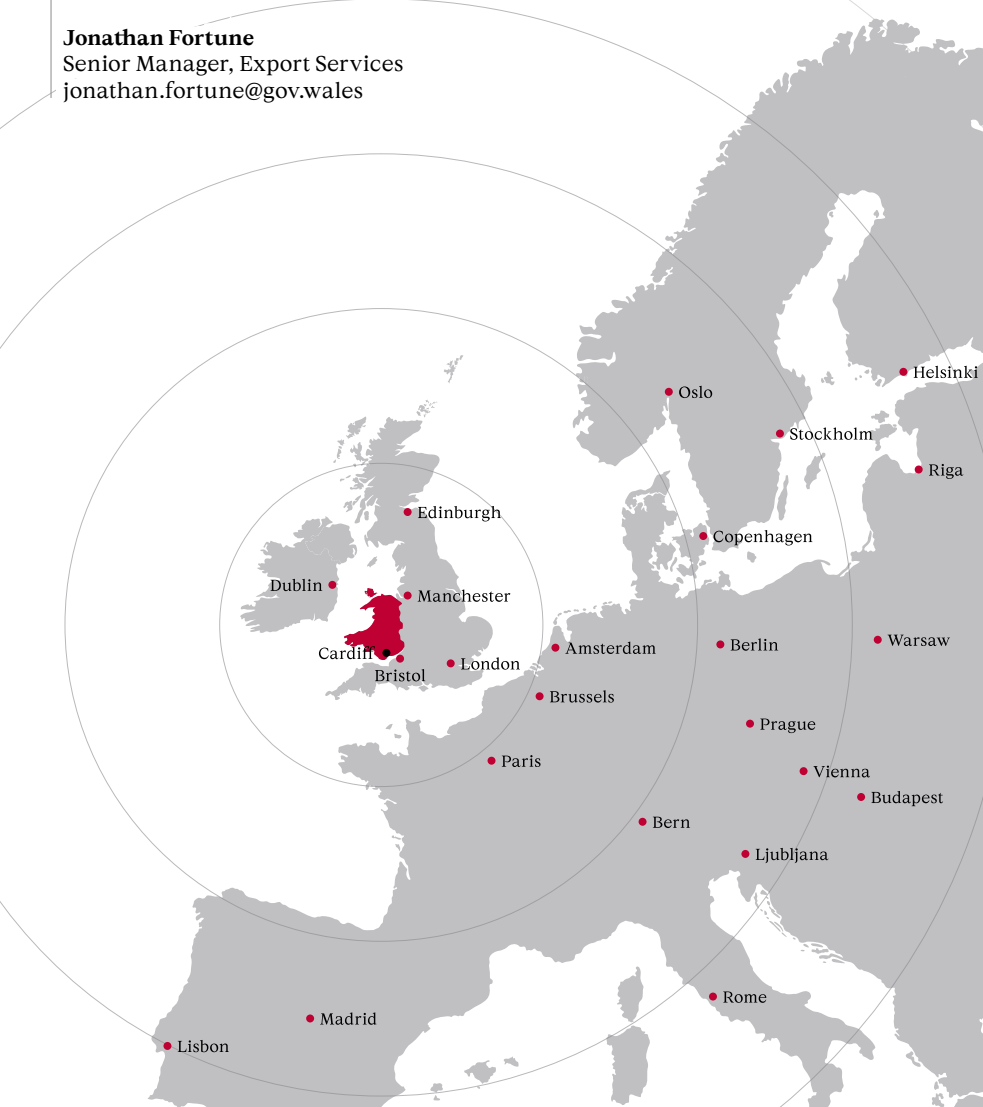 Jonathan Fortune
Senior Manager, Export Services
jonathan.fortune@gov.wales
Helsinki
Oslo
Stockholm
Riga
Edinburgh
Copenhagen
Dublin
Manchester
Warsaw
Berlin
Amsterdam
Cardiff
London
Bristol
Brussels
Prague
Paris
Vienna
Budapest
Bern
Ljubljana
Rome
Madrid
Lisbon